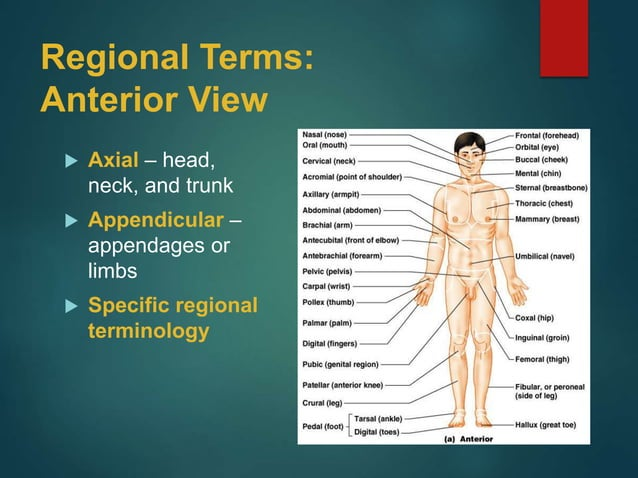 Regional Terms:
Anterior View
Axial – head,
neck, and trunk
Appendicular –
appendages or
limbs
Specific regional
terminology
Nasal (nose)
Oral (mouth)
Cervical (neck)
Acromial (point of shoulder)
Axillary (armpit)
Abdominal (abdomen)
Brachial (arm)
Antecubital (front of elbow)
Antebrachial (forearm)
Pelvic (pelvis)
Carpal (wrist)
Pollex (thumb)
Palmar (palm)
Digital (fingers)
Pubic (genital region)
Patellar (anterior knee)
Crural (leg)
Pedal (foot)
Tarsal (ankle)
Digital (toes)
Frontal (forehead)
Orbital (eye)
Buccal (cheek)
Mental (chin)
Sternal (breastbone)
Thoracic (chest)
Mammary (breast)
Umbilical (navel)
Coxal (hip)
Inguinal (groin)
Femoral (thigh)
Fibular, or peroneal
(side of leg)
Hallux (great toe)
(a) Anterior